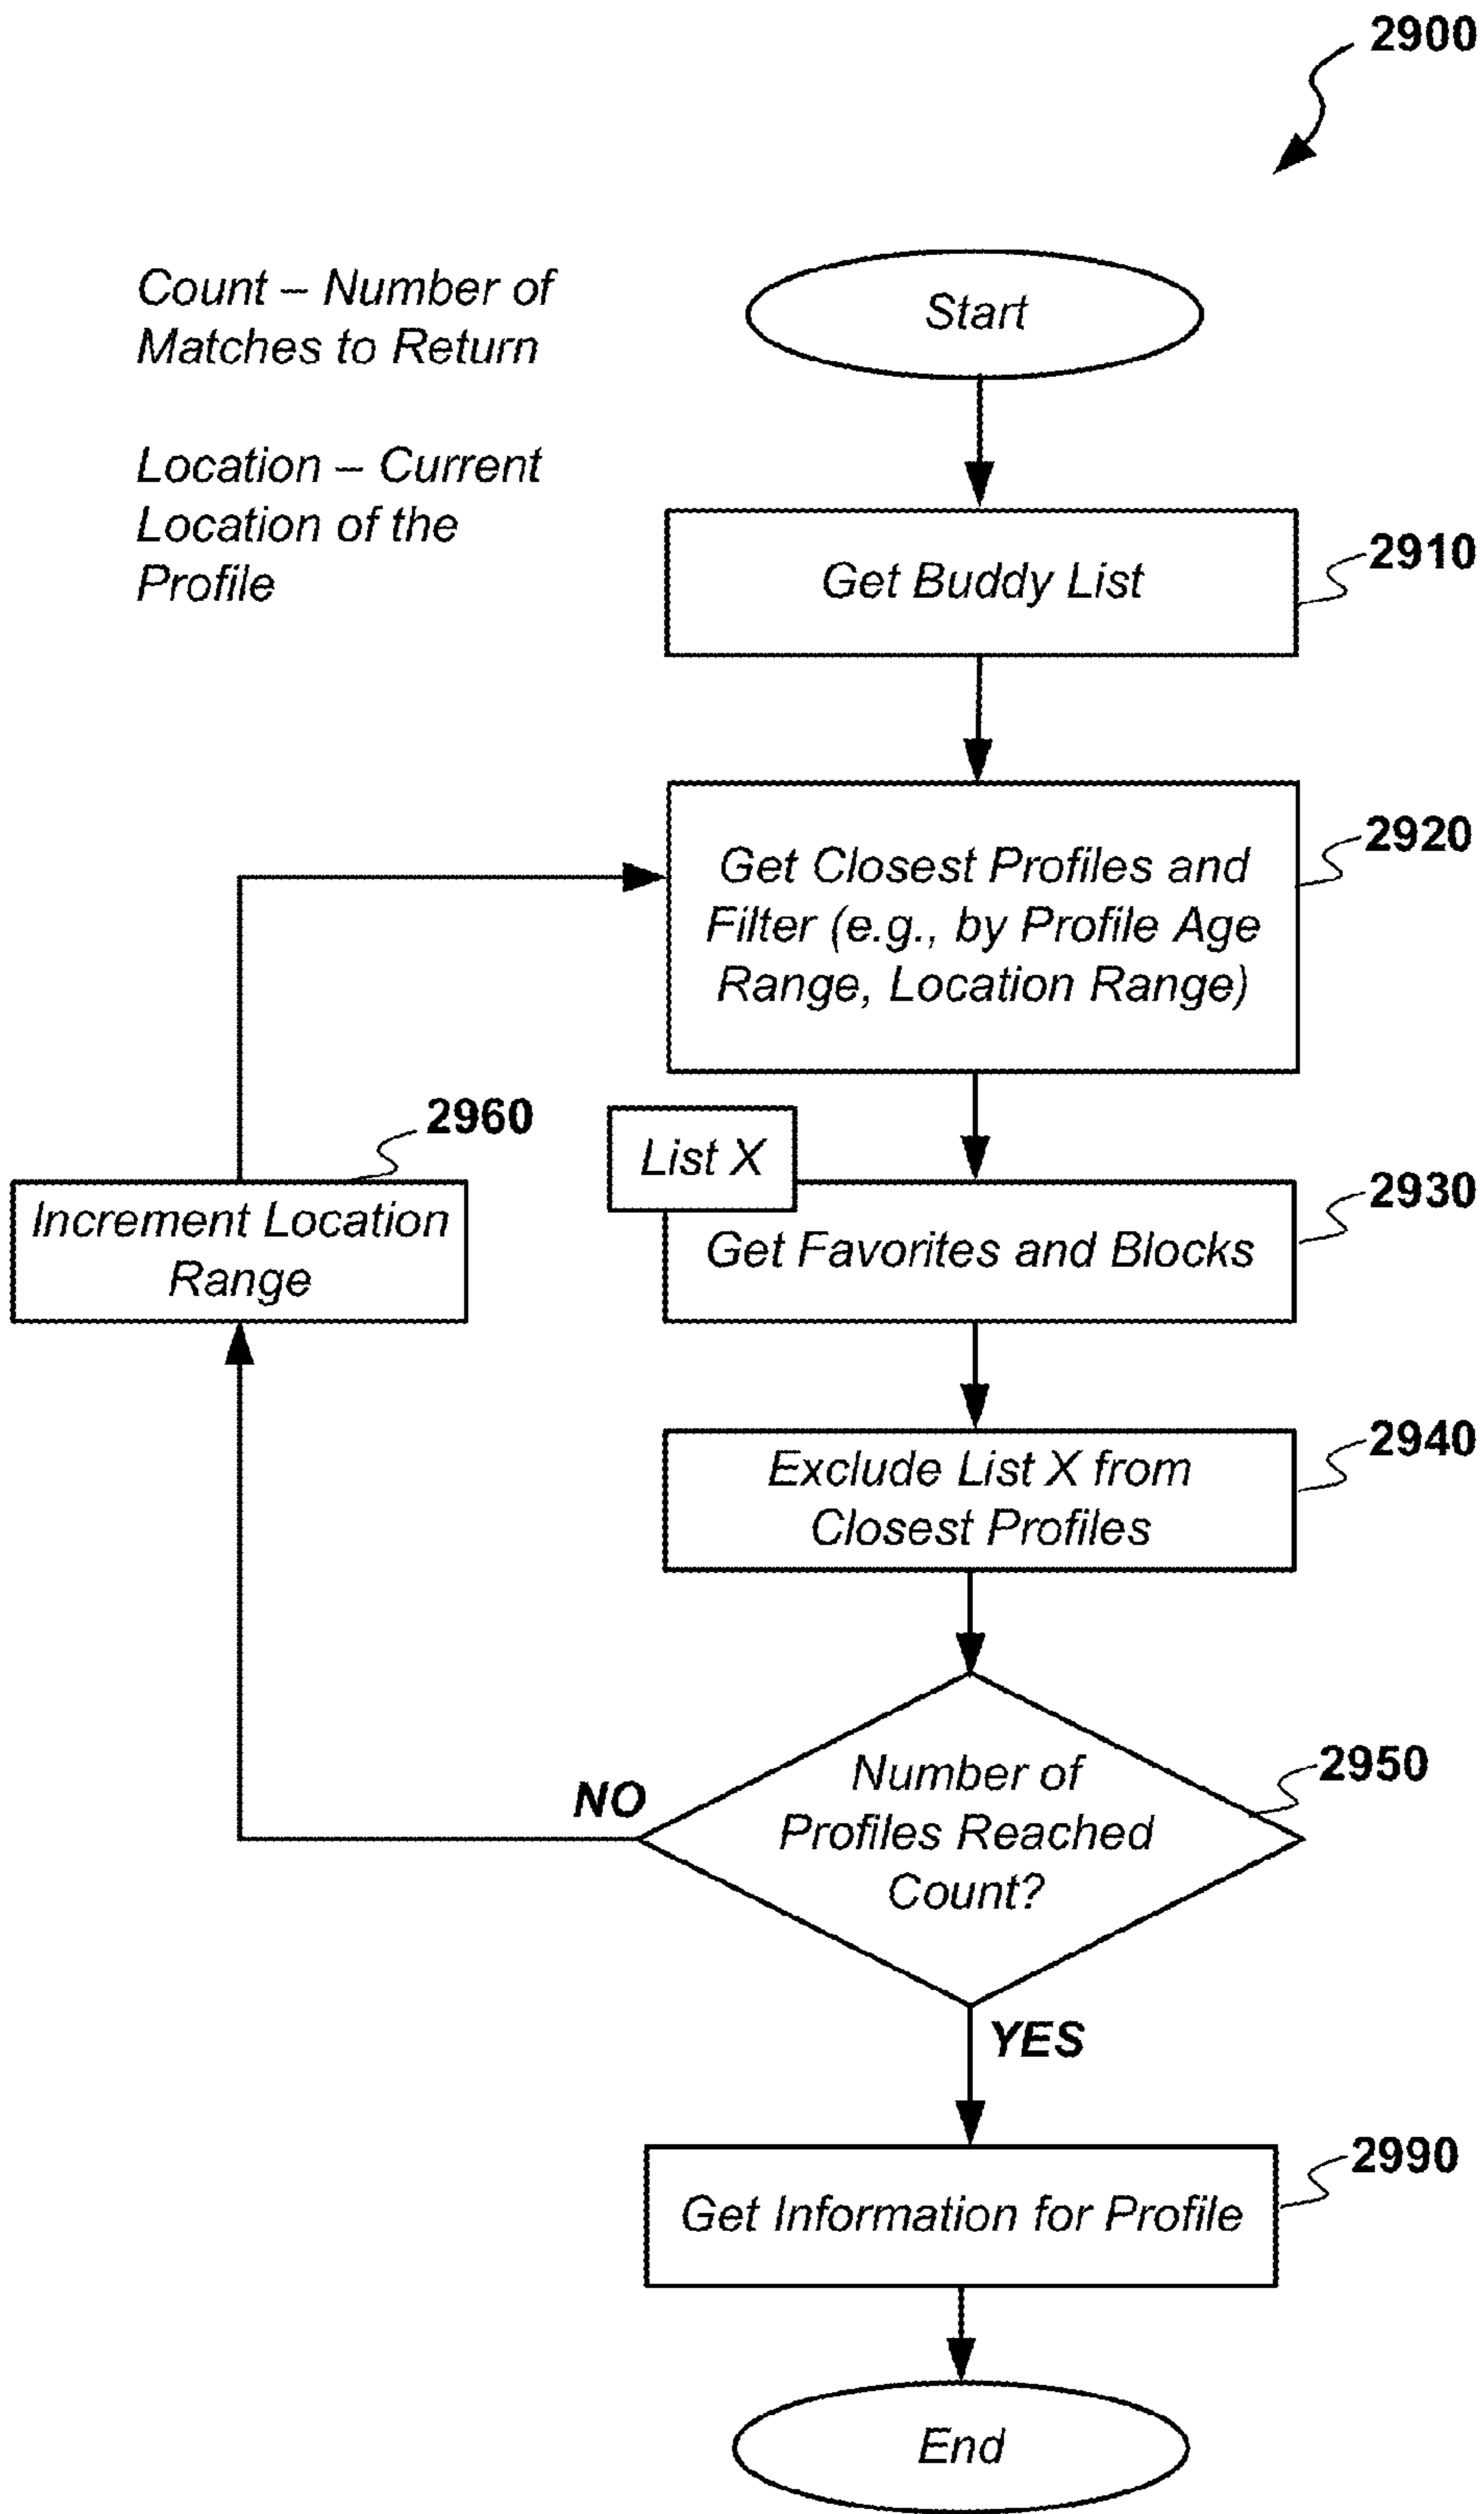 2900
Count – Number of
Matches to Return
Location – Current
Location of the
Profile
Start
Get Buddy List
2910
Get Closest Profiles and
Filter (e.g., by Profile Age
Range, Location Range)
2920
2960
Increment Location
Range
List X
Get Favorites and Blocks
2930
Exclude List X from
Closest Profiles
2940
Number of
Profiles Reached
Count?
2950
NO
YES
Get Information for Profile
2990
End